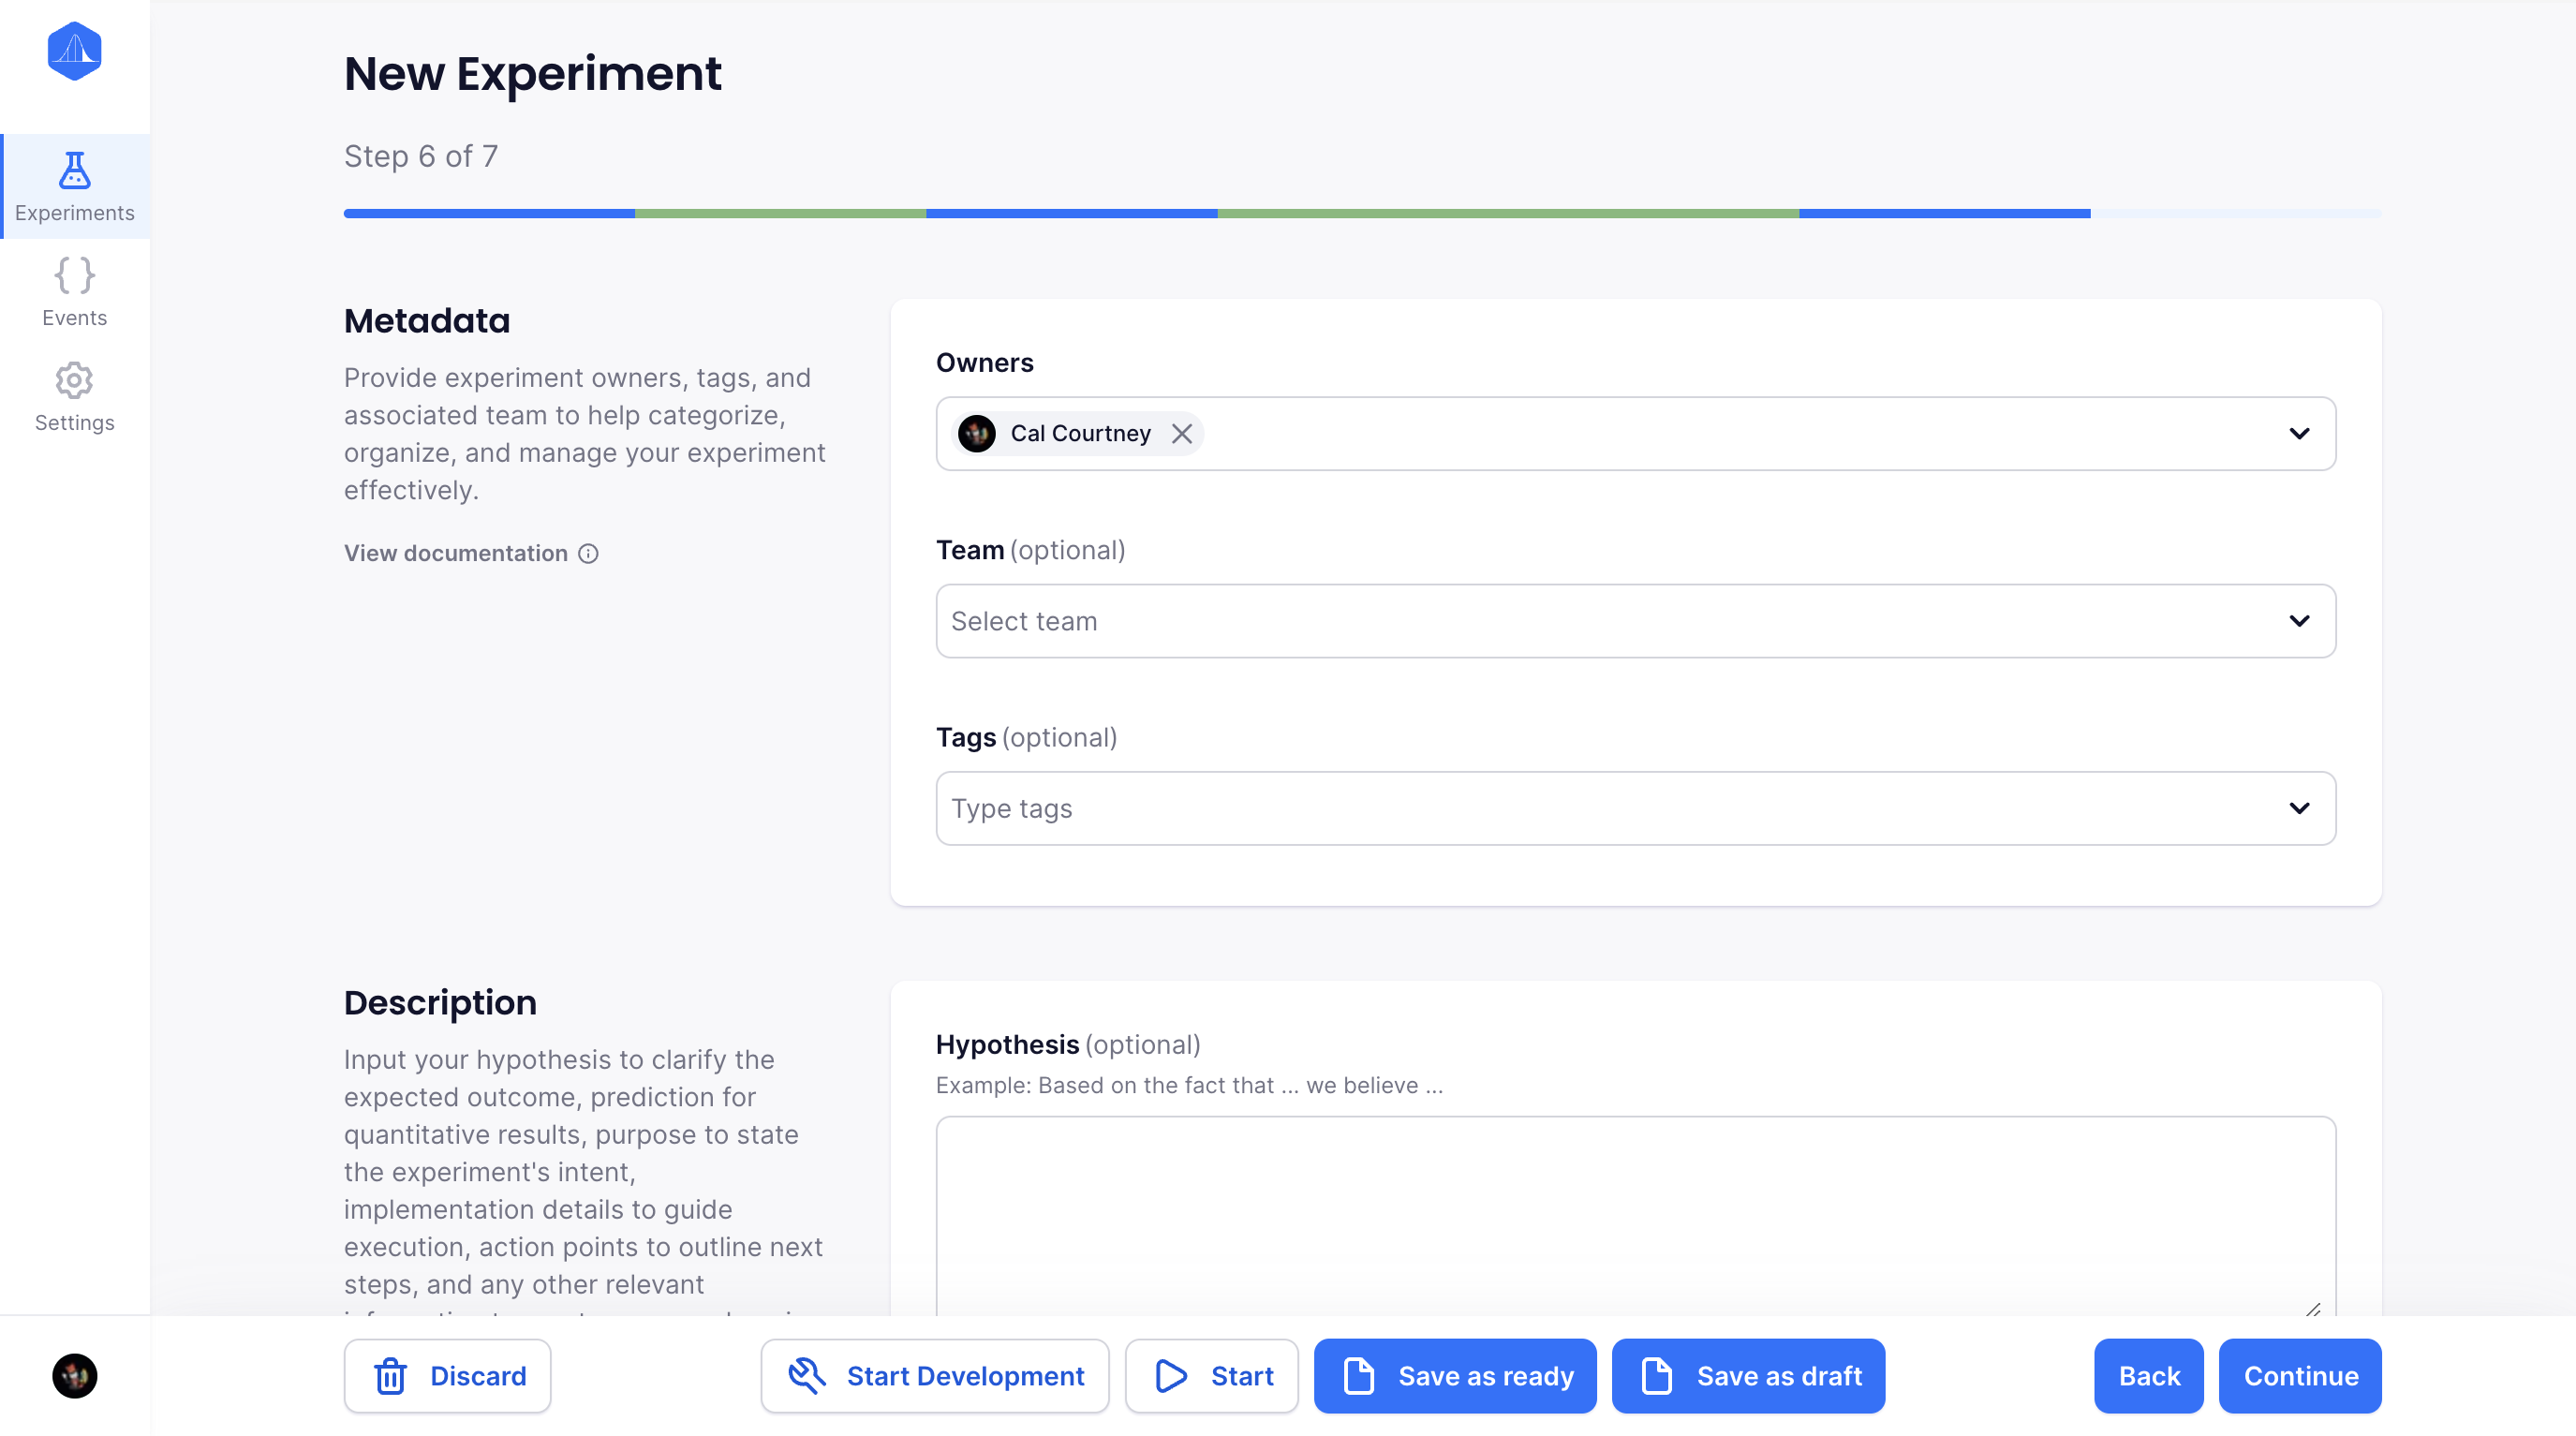 New Experiment
Step 6 of 7
Experiments
Events
Settings
Metadata
Provide experiment owners, tags, and
associated team to help categorize,
organize, and manage your experiment
effectively.
View documentation
Owners
Cal Courtney
Team (optional)
Select team
Tags (optional)
Type tags
Description
Input your hypothesis to clarify the
expected outcome, prediction for
quantitative results, purpose to state
the experiment's intent,
implementation details to guide
execution, action points to outline next
steps, and any other relevant
Hypothesis (optional)
Example: Based on the fact that ... we believe ...
Discard
Start Development
Start
Save as ready
Save as draft
Back
Continue